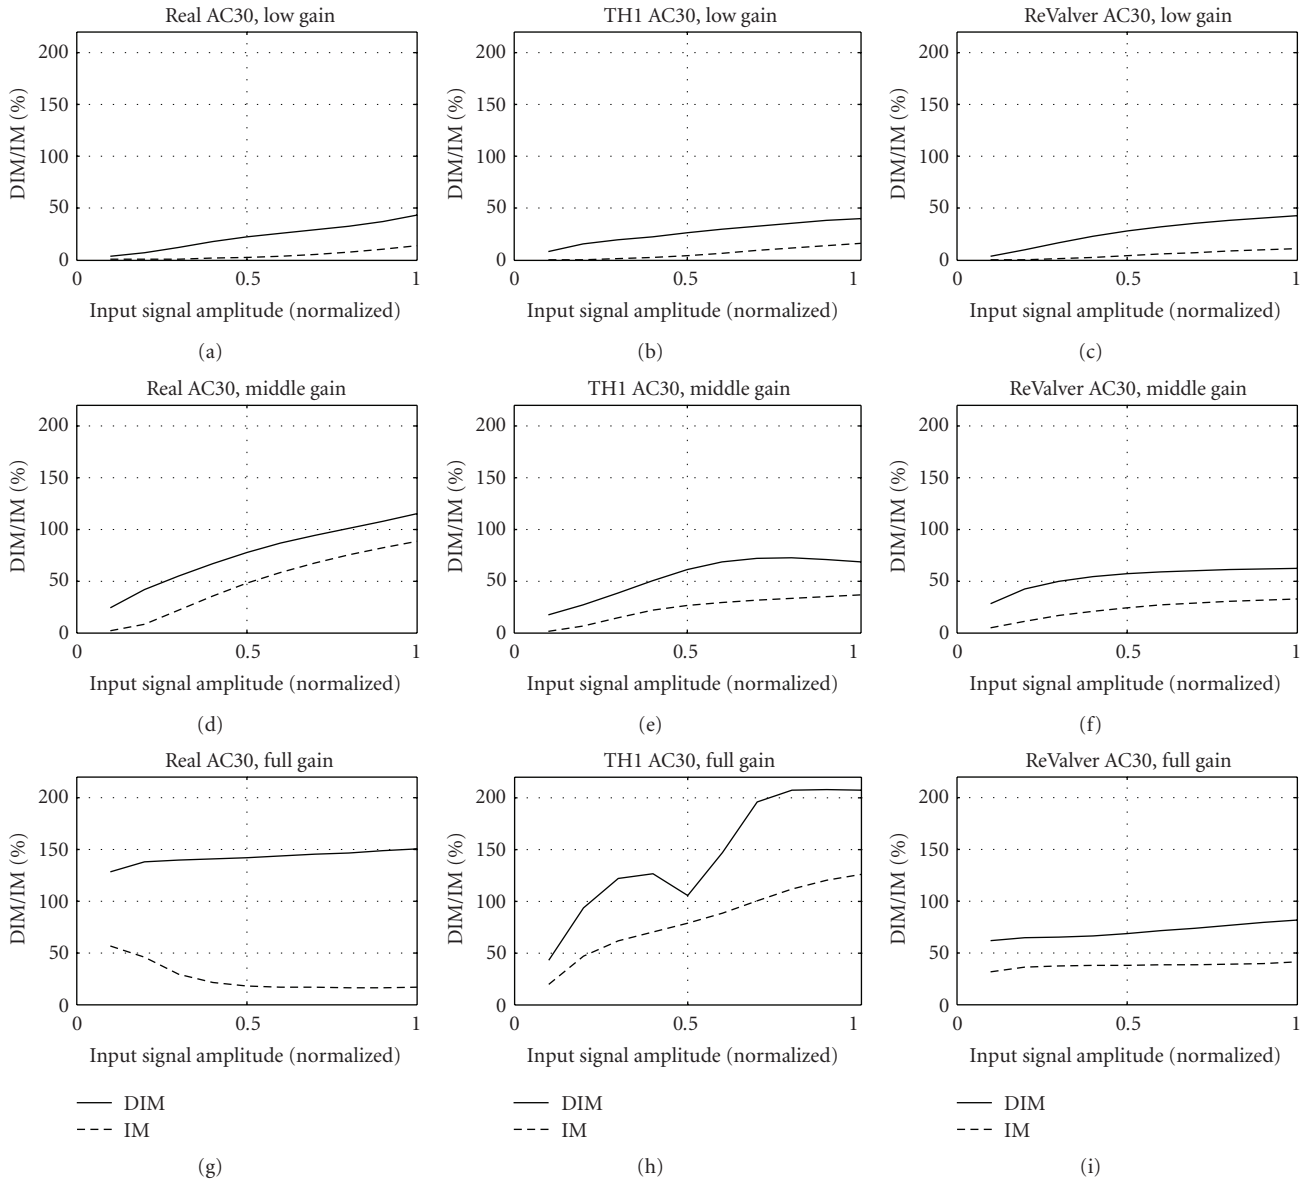 Real AC30, low gain
200
150
100
50
0
0
0.5
1
DIM/IM (%)
Input signal amplitude (normalized)
(a)
TH1 AC30, low gain
200
150
100
50
0
0
0.5
1
DIM/IM (%)
Input signal amplitude (normalized)
(b)
ReValver AC30, low gain
200
150
100
50
0
0
0.5
1
DIM/IM (%)
Input signal amplitude (normalized)
(c)
Real AC30, middle gain
200
150
100
50
0
0
0.5
1
DIM/IM (%)
Input signal amplitude (normalized)
(d)
TH1 AC30, middle gain
200
150
100
50
0
0
0.5
1
DIM/IM (%)
Input signal amplitude (normalized)
(e)
ReValver AC30, middle gain
200
150
100
50
0
0
0.5
1
DIM/IM (%)
Input signal amplitude (normalized)
(f)
Real AC30, full gain
200
150
100
50
0
0
0.5
1
DIM/IM (%)
Input signal amplitude (normalized)
DIM
IM
(g)
TH1 AC30, full gain
200
150
100
50
0
0
0.5
1
DIM/IM (%)
Input signal amplitude (normalized)
DIM
IM
(h)
ReValver AC30, full gain
200
150
100
50
0
0
0.5
1
DIM/IM (%)
Input signal amplitude (normalized)
DIM
IM
(i)